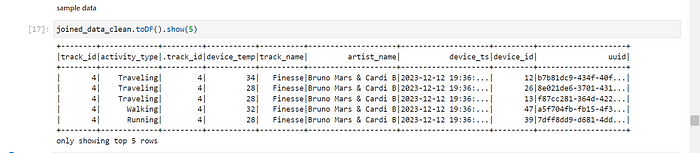 sample data
[17]: joined_data_clean.toDF().show(5)
+--------+-------------+---------+-----------+----------+--------------------+--------------------+---------+--------------------+
|track_id|activity_type|.track_id|device_temp|track_name| artist_name| device_ts|device_id| uuid|
+--------+-------------+---------+-----------+----------+--------------------+--------------------+---------+--------------------+
| 4| Traveling| 4| 34| Finesse|Bruno Mars & Cardi B|2023-12-12 19:36:...| 12|b7b81dc9-434f-40f...|
| 4| Traveling| 4| 28| Finesse|Bruno Mars & Cardi B|2023-12-12 19:36:...| 26|8e021de6-3701-431...|
| 4| Traveling| 4| 28| Finesse|Bruno Mars & Cardi B|2023-12-12 19:36:...| 13|f87cc281-364d-422...|
| 4| Walking| 4| 32| Finesse|Bruno Mars & Cardi B|2023-12-12 19:36:...| 47|a5f704fb-fb15-4f3...|
| 4| Running| 4| 28| Finesse|Bruno Mars & Cardi B|2023-12-12 19:36:...| 39|7dff8dd9-d681-4dd...|
+--------+-------------+---------+-----------+----------+--------------------+--------------------+---------+--------------------+
only showing top 5 rows